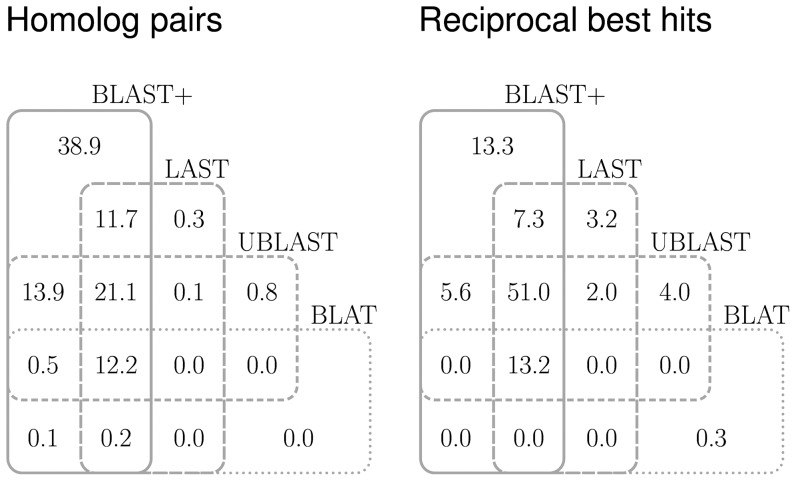 Homolog pairs
BLAST+
38.9
LAST
11.7 0.3
UBLAST
13.9 21.1 0.1 0.8
BLAT
0.5 12.2 0.0 0.0
0.1 0.2 0.0 0.0
Reciprocal best hits
BLAST+
13.3
LAST
7.3 3.2
UBLAST
5.6 51.0 2.0 4.0
BLAT
0.0 13.2 0.0 0.0
0.0 0.0 0.0 0.3